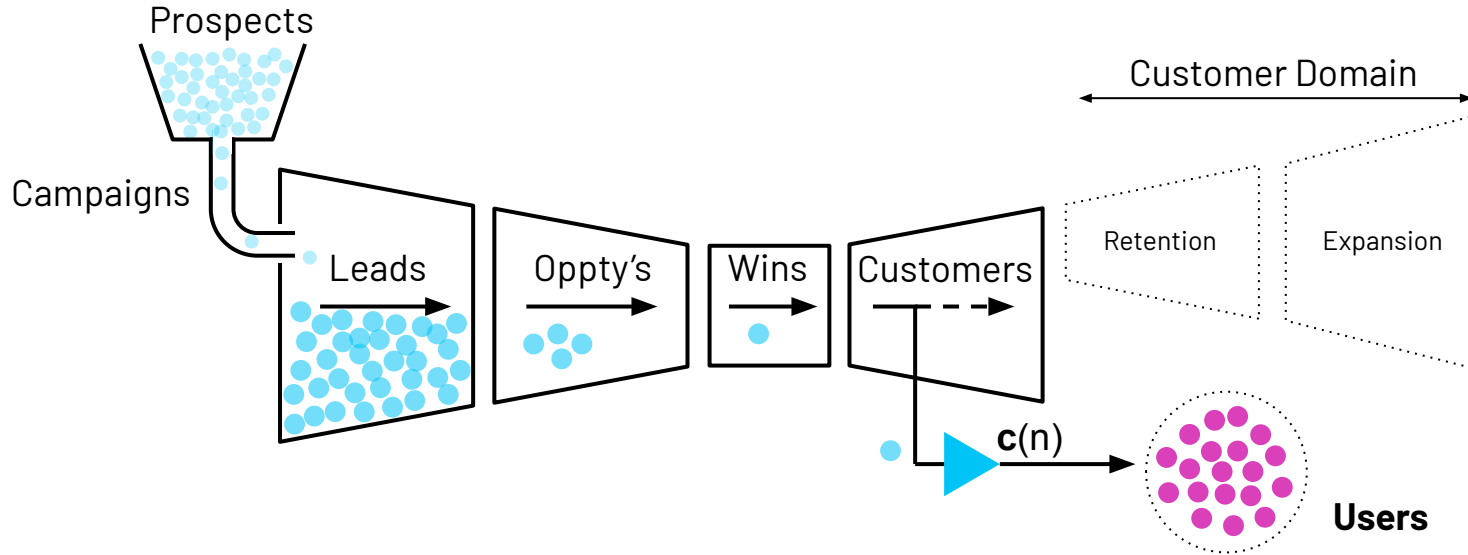 Prospects
Customer Domain
Campaigns
Retention
Expansion
Leads
Oppty's
Wins
Customers
c(n)
Users